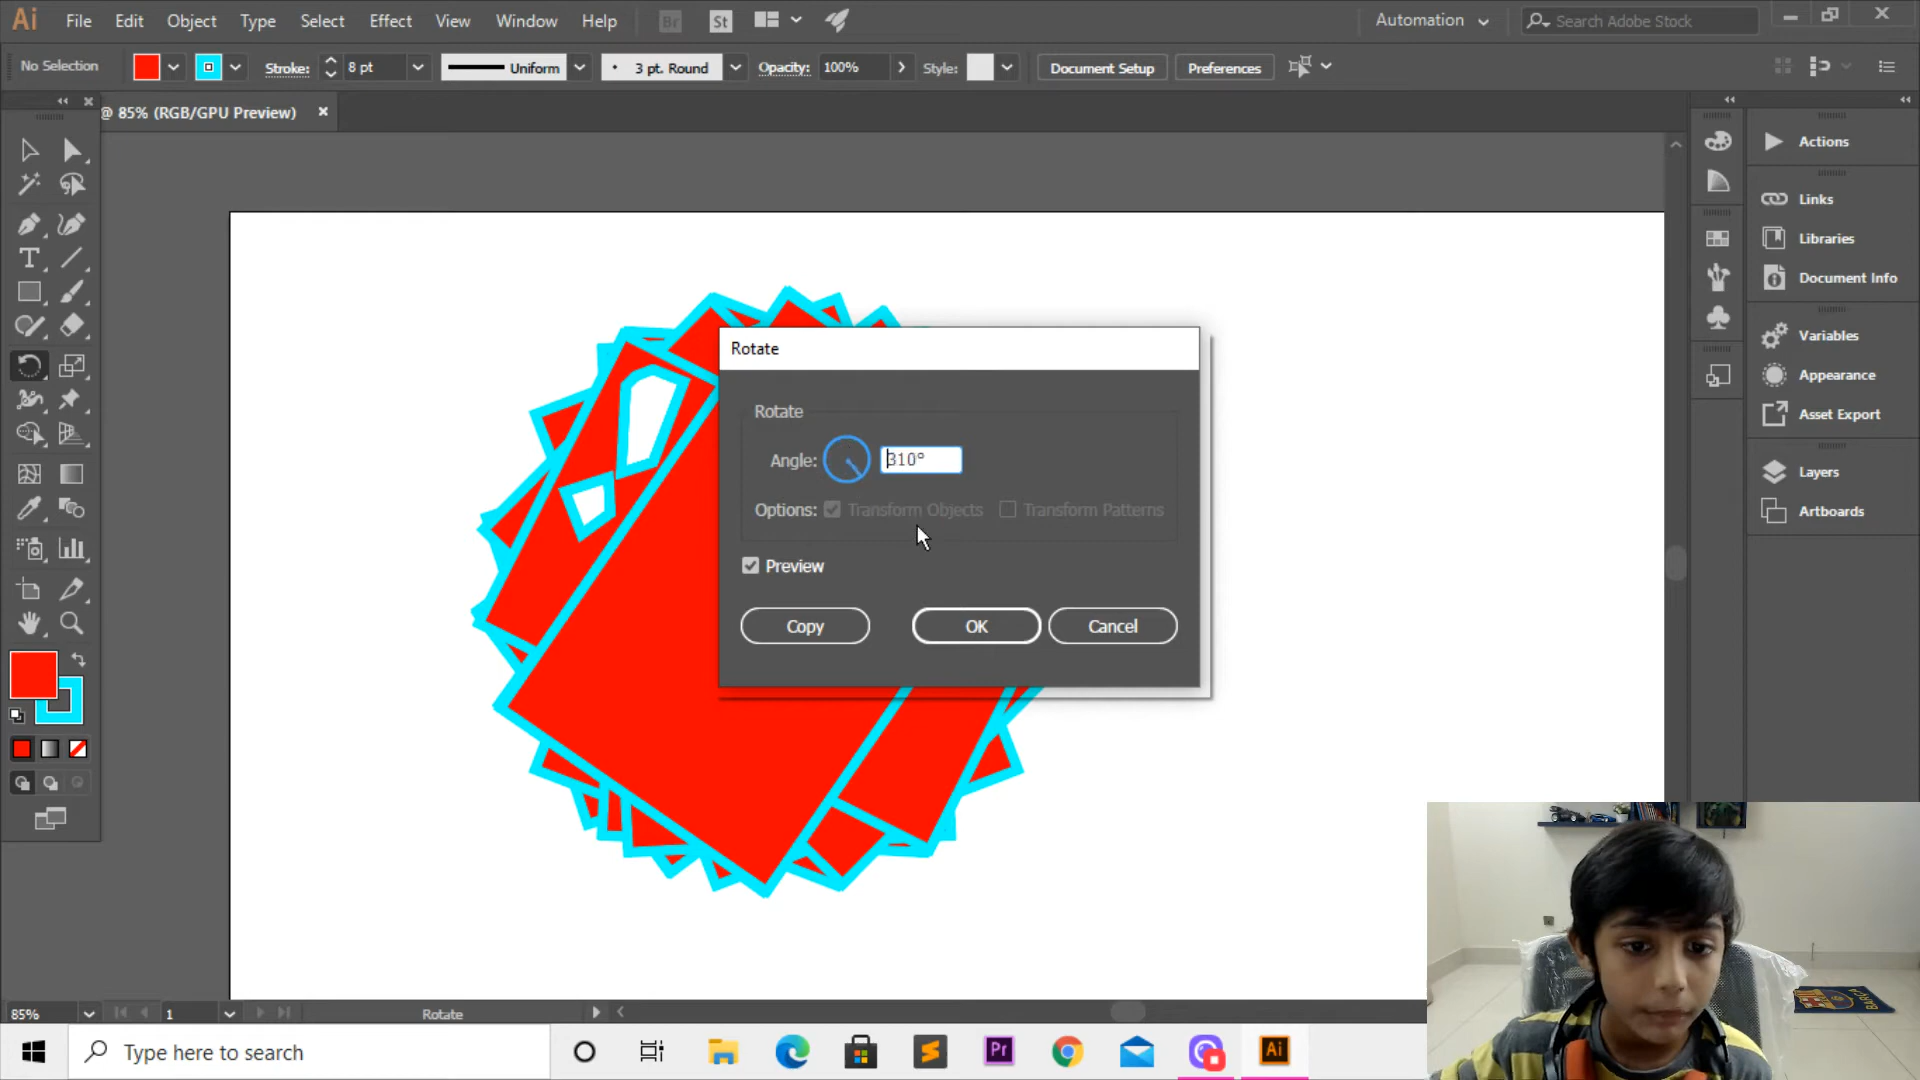 Ai File Edit Object Type Select Effect View Window Help Br St Automation Search Adobe Stock
No Selection Stroke: 8 pt Uniform 3 pt. Round Opacity: 100% Style: Document Setup Preferences
@ 85% (RGB/GPU Preview)
Actions
Links
Libraries
Document Info
Variables
Appearance
Asset Export
Layers
Artboards
Rotate
Rotate
Angle: 310°
Options: Transform Objects Transform Patterns
Preview
Copy OK Cancel
85% 1 Rotate
Type here to search Pr Ai
BARÇA